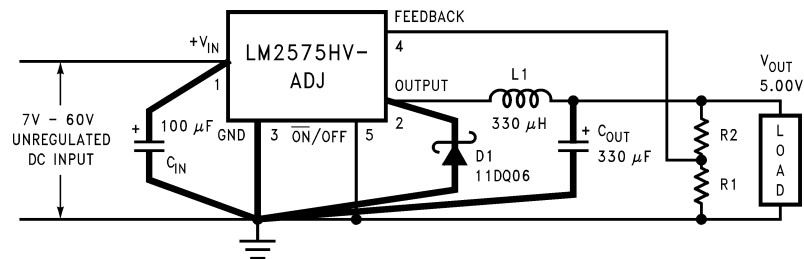 FEEDBACK
+VIN
LM2575HV-
ADJ
4
1
OUTPUT
L1
VOUT
5.00V
7V – 60V
UNREGULATED
DC INPUT
+
100 μF
CIN
GND
3
ON/OFF
5
2
330 μH
+
COUT
330 μF
D1
11DQ06
R2
R1
LOAD